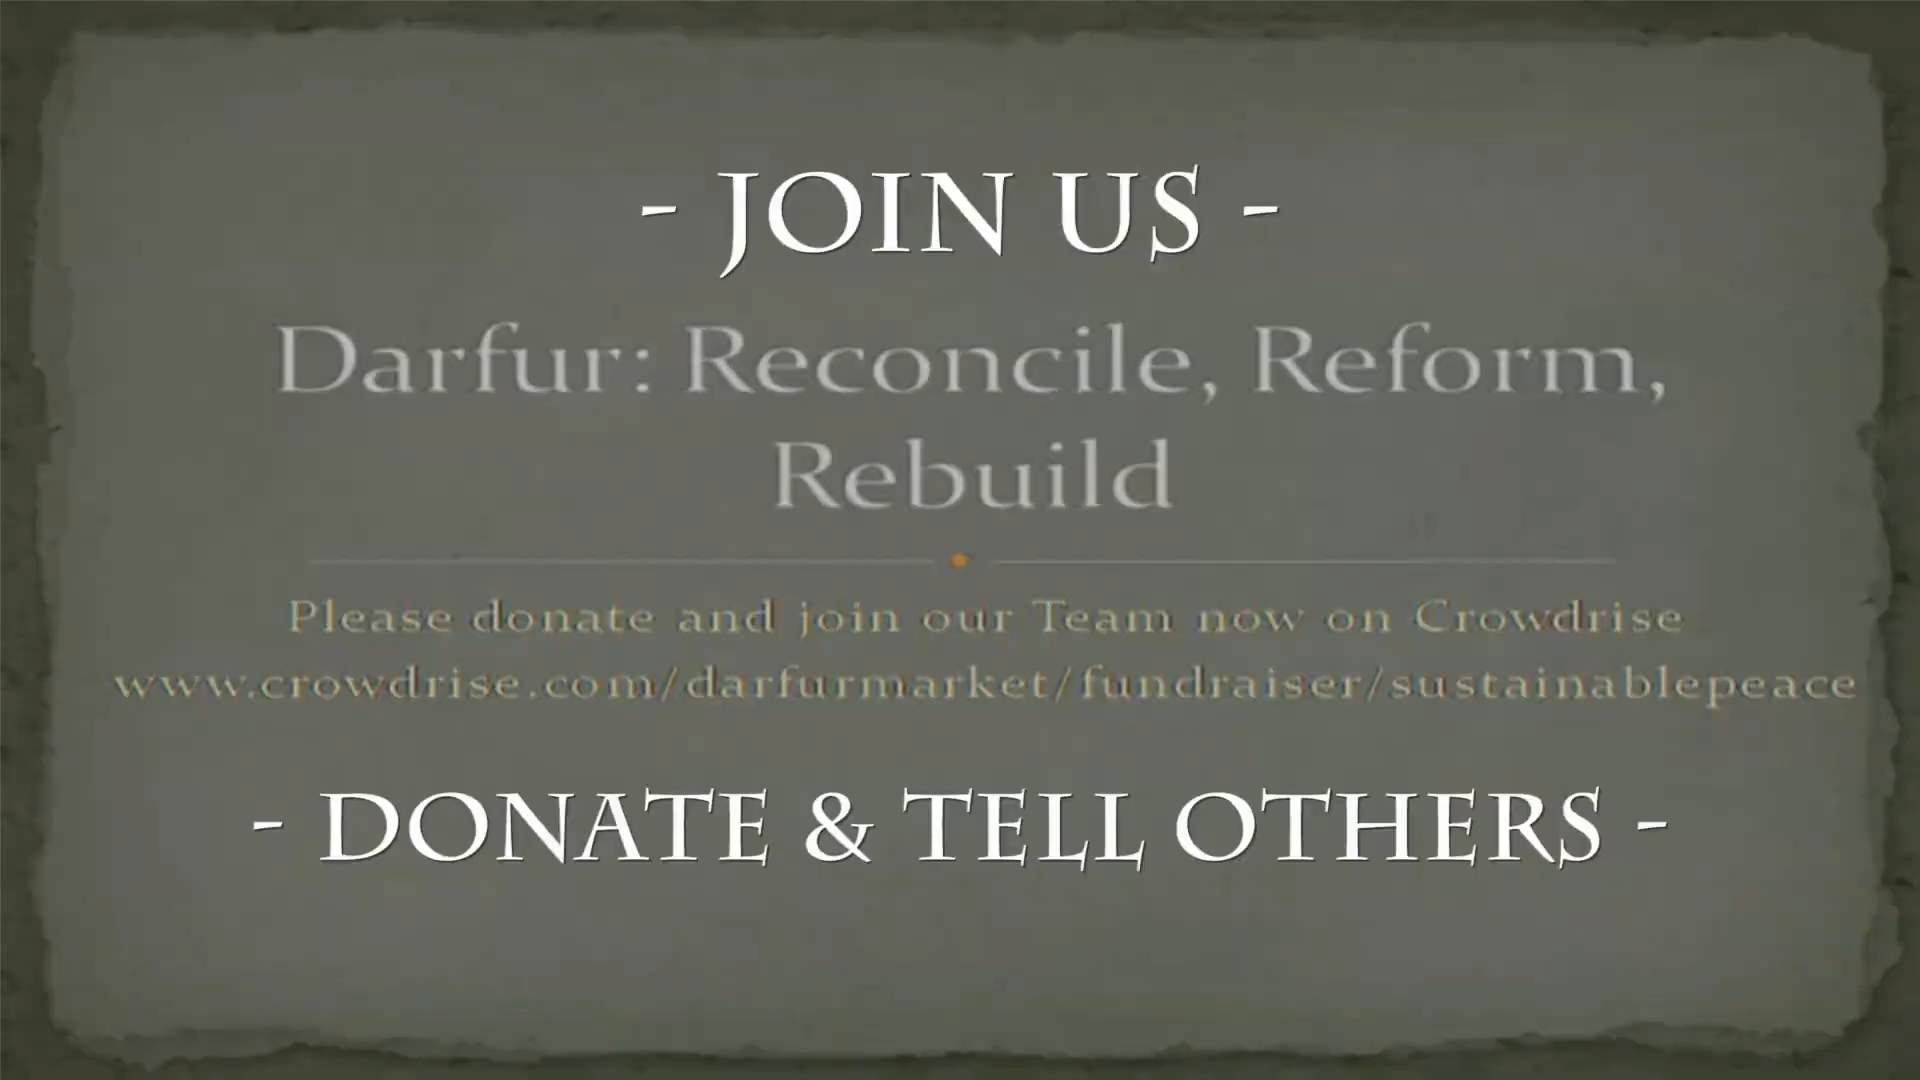 - JOIN US -
Darfur: Reconcile, Reform,
Rebuild
Please donate and join our Team now on Crowdrise
www.crowdrise.com/darfurmarket/fundraiser/sustainablepeace
- DONATE & TELL OTHERS -